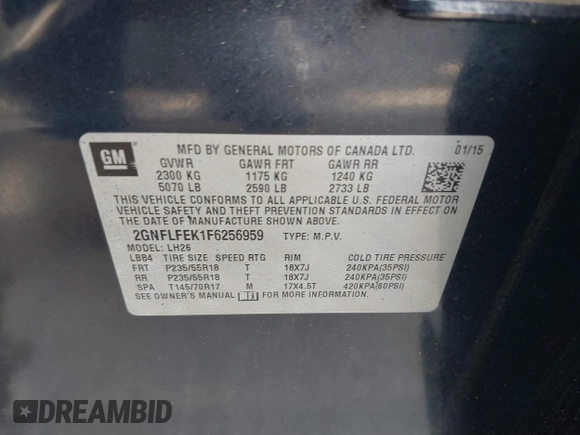 GM
MFD BY GENERAL MOTORS OF CANADA LTD. 01/15
GVWR GAWR FRT GAWR RR
2300 KG 1175 KG 1240 KG
5070 LB 2590 LB 2733 LB
THIS VEHICLE CONFORMS TO ALL APPLICABLE U.S. FEDERAL MOTOR
VEHICLE SAFETY AND THEFT PREVENTION STANDARDS IN EFFECT ON
THE DATE OF MANUFACTURE SHOWN ABOVE.
2GNFLFEK1F6256959 TYPE: M.P.V.
MODEL: LH26
LBB4 TIRE SIZE SPEED RTG RIM COLD TIRE PRESSURE
FRT P235/55R18 T 18X7J 240KPA(35PSI)
RR P235/55R18 T 18X7J 240KPA(35PSI)
SPA T145/70R17 M 17X4.5T 420KPA(60PSI)
SEE OWNER'S MANUAL FOR ADDITIONAL INFORMATION.
DREAMBID